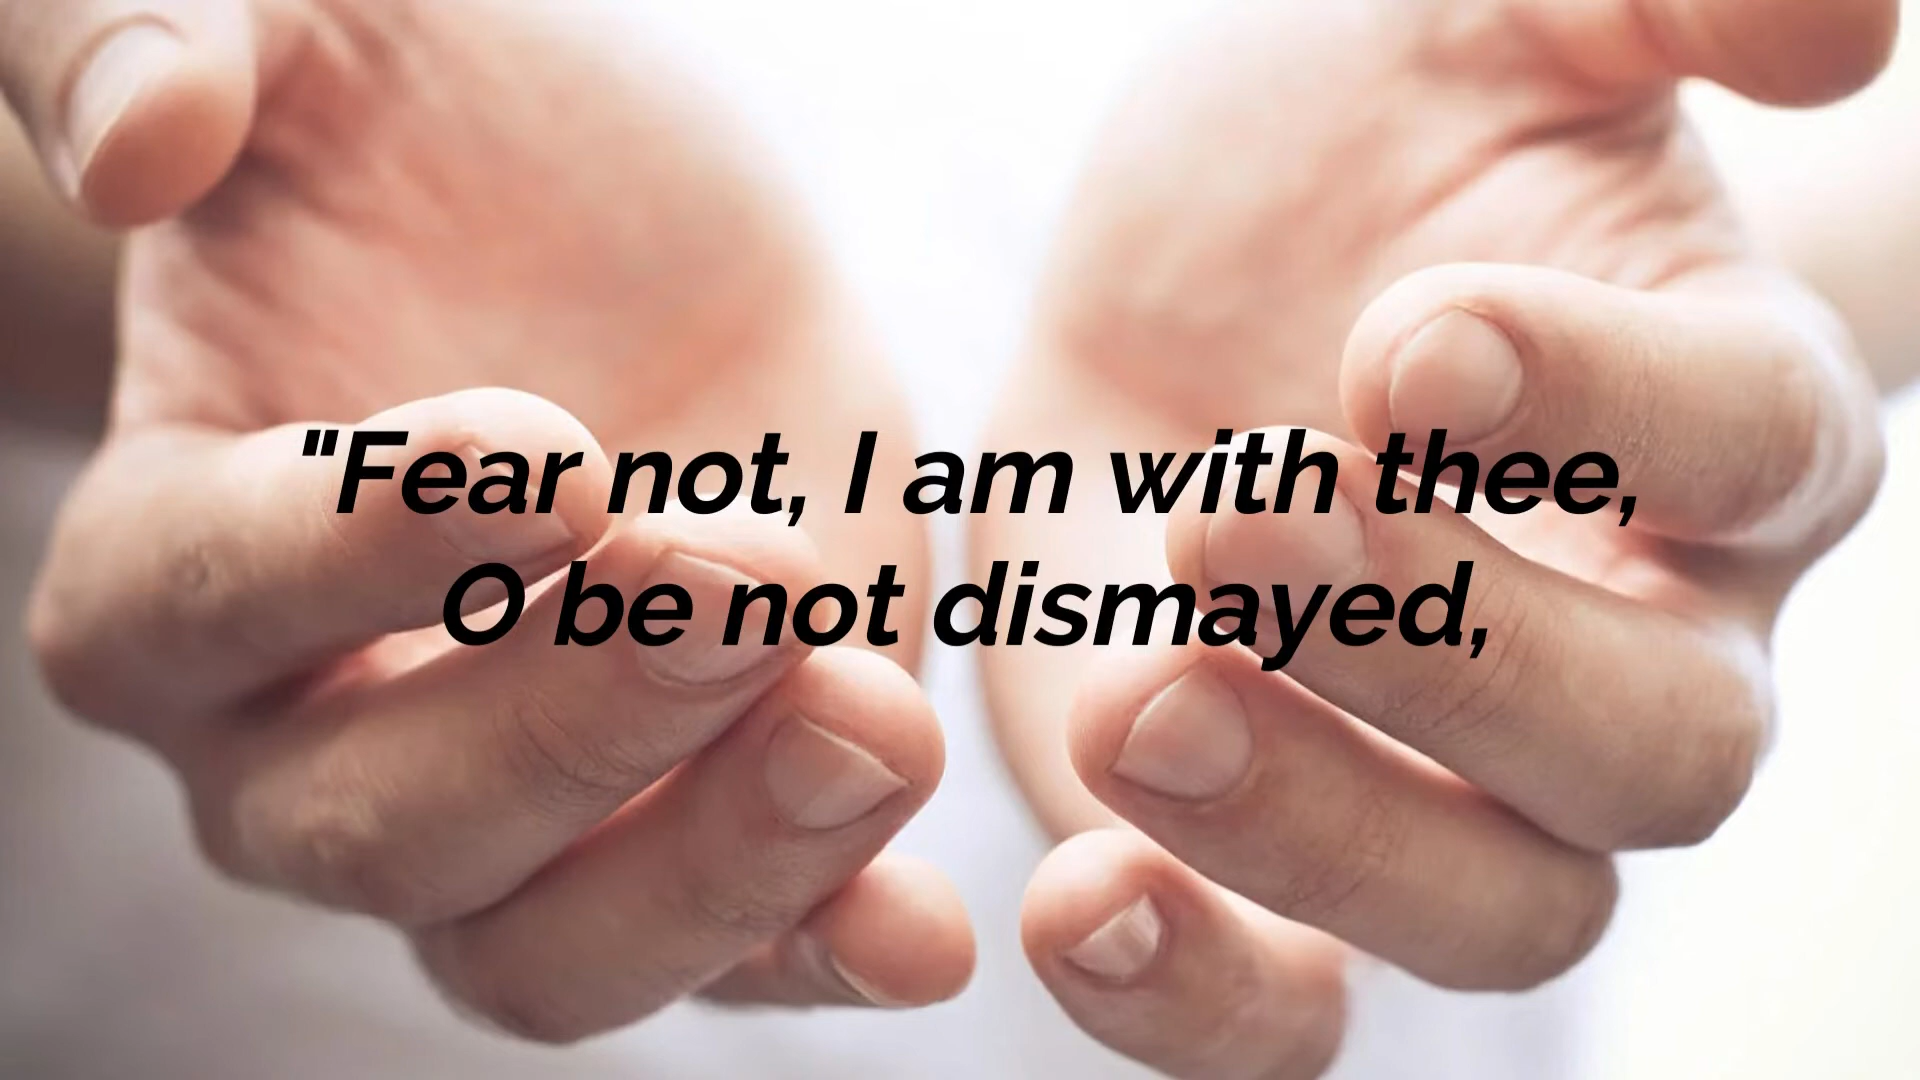 "Fear not, I am with thee,
O be not dismayed,